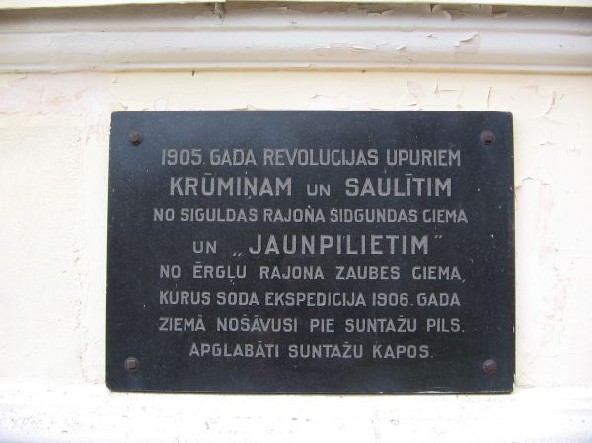 1905. GADA REVOLUCIJAS UPURIEM
KRŪMIŅAM UN SAULĪTIM
NO SIGULDAS RAJOŅA ŠIDGUNDAS CIEMA
UN „JAUNPILIETIM"
NO ĒRGĻU RAJONA ZAUBES CIEMA,
KURUS SODA EKSPEDICIJA 1906. GADA
ZIEMĀ NOŠĀVUSI PIE SUNTAŽU PILS.
APGLABĀTI SUNTAŽU KAPOS.